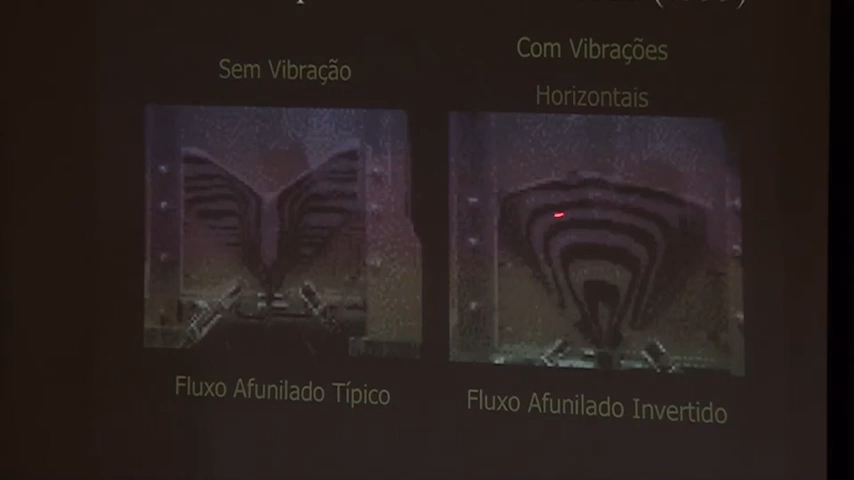 Sem Vibração
Com Vibrações
Horizontais
Fluxo Afunilado Típico
Fluxo Afunilado Invertido